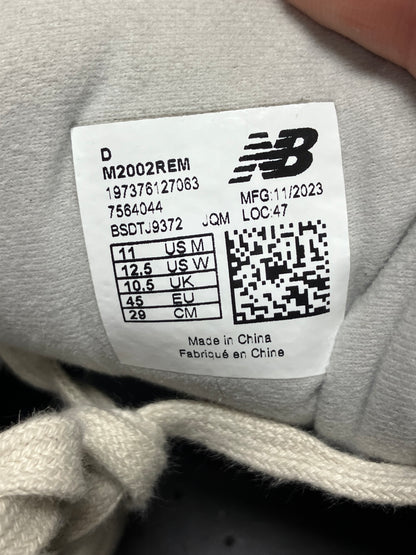 D
M2002REM
197376127063
7564044
BSDTJ9372 JQM
NB
MFG:11/2023
LOC:47
11 US M
12.5 US W
10.5 UK
45 EU
29 CM
Made in China
Fabriqué en Chine